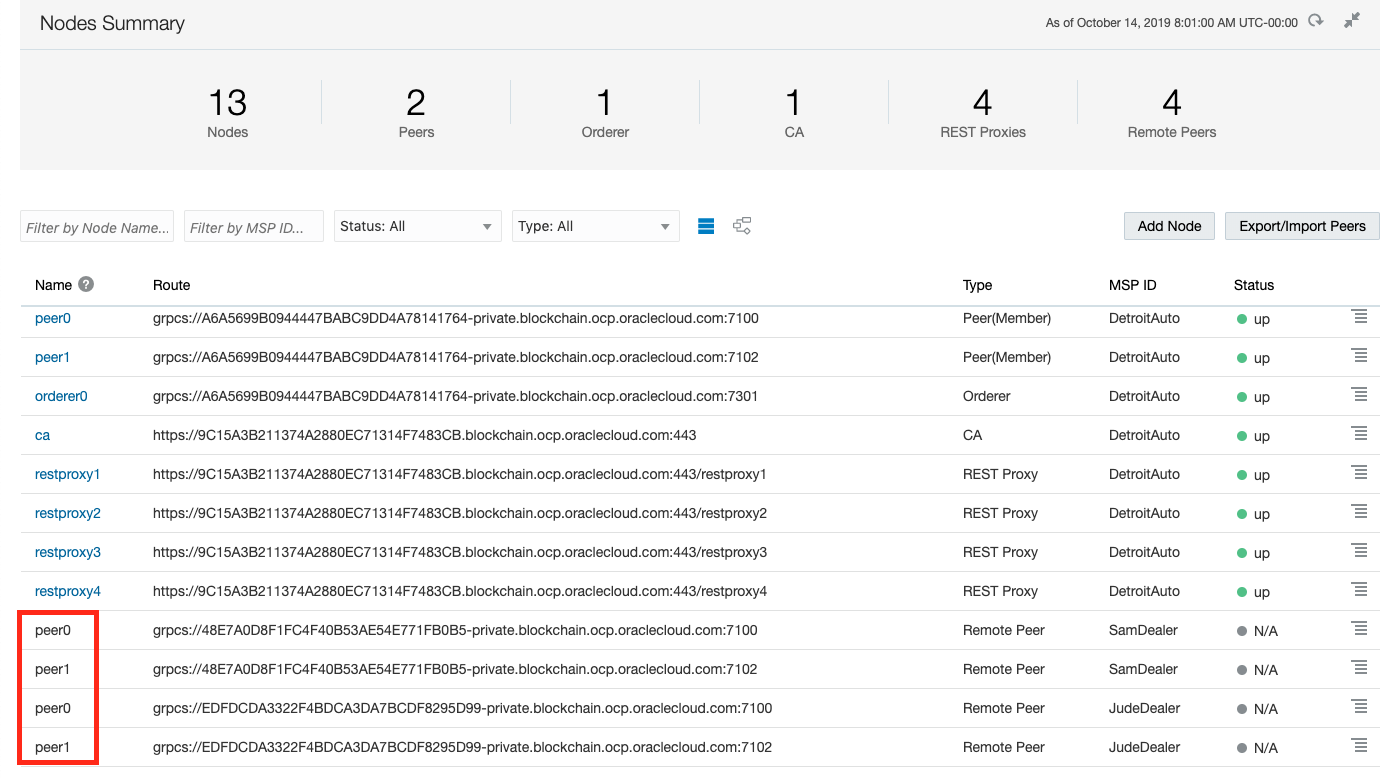 Nodes Summary
As of October 14, 2019 8:01:00 AM UTC-00:00
13 2 1 1 4 4
Nodes Peers Orderer CA REST Proxies Remote Peers
Filter by Node Name... Filter by MSP ID... Status: All Type: All Add Node Export/Import Peers
Name ? Route Type MSP ID Status
peer0 grpcs://A6A5699B0944447BABC9DD4A78141764-private.blockchain.ocp.oraclecloud.com:7100 Peer(Member) DetroitAuto up
peer1 grpcs://A6A5699B0944447BABC9DD4A78141764-private.blockchain.ocp.oraclecloud.com:7102 Peer(Member) DetroitAuto up
orderer0 grpcs://A6A5699B0944447BABC9DD4A78141764-private.blockchain.ocp.oraclecloud.com:7301 Orderer DetroitAuto up
ca https://9C15A3B211374A2880EC71314F7483CB.blockchain.ocp.oraclecloud.com:443 CA DetroitAuto up
restproxy1 https://9C15A3B211374A2880EC71314F7483CB.blockchain.ocp.oraclecloud.com:443/restproxy1 REST Proxy DetroitAuto up
restproxy2 https://9C15A3B211374A2880EC71314F7483CB.blockchain.ocp.oraclecloud.com:443/restproxy2 REST Proxy DetroitAuto up
restproxy3 https://9C15A3B211374A2880EC71314F7483CB.blockchain.ocp.oraclecloud.com:443/restproxy3 REST Proxy DetroitAuto up
restproxy4 https://9C15A3B211374A2880EC71314F7483CB.blockchain.ocp.oraclecloud.com:443/restproxy4 REST Proxy DetroitAuto up
peer0 grpcs://48E7A0D8F1FC4F40B53AE54E771FB0B5-private.blockchain.ocp.oraclecloud.com:7100 Remote Peer SamDealer N/A
peer1 grpcs://48E7A0D8F1FC4F40B53AE54E771FB0B5-private.blockchain.ocp.oraclecloud.com:7102 Remote Peer SamDealer N/A
peer0 grpcs://EDFDCDA3322F4BDCA3DA7BCDF8295D99-private.blockchain.ocp.oraclecloud.com:7100 Remote Peer JudeDealer N/A
peer1 grpcs://EDFDCDA3322F4BDCA3DA7BCDF8295D99-private.blockchain.ocp.oraclecloud.com:7102 Remote Peer JudeDealer N/A